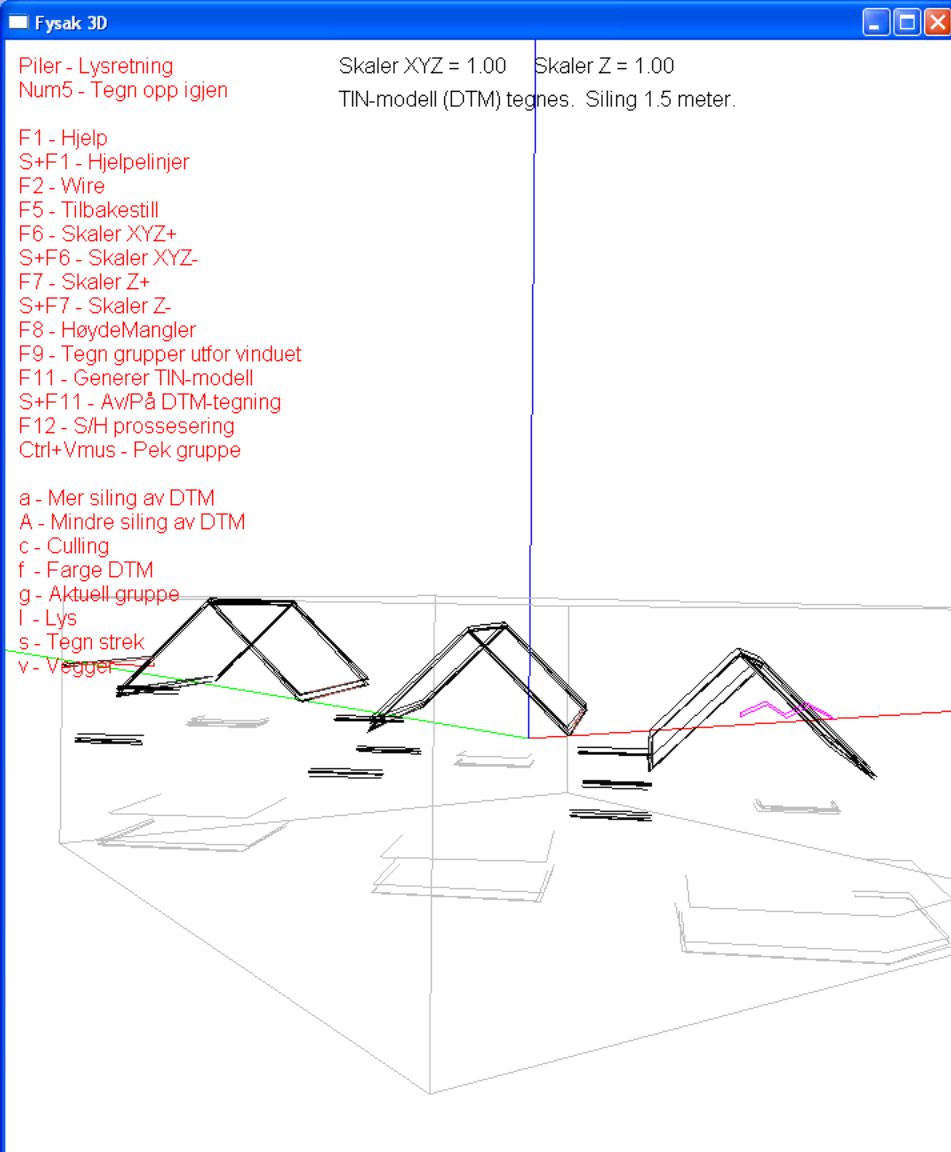 Fysak 3D
Piler - Lysretning
Num5 - Tegn opp igjen
Skaler XYZ = 1.00 Skaler Z = 1.00
TIN-modell (DTM) tegnes. Siling 1.5 meter.
F1 - Hjelp
S+F1 - Hjelpelinjer
F2 - Wire
F5 - Tilbakestill
F6 - Skaler XYZ+
S+F6 - Skaler XYZ-
F7 - Skaler Z+
S+F7 - Skaler Z-
F8 - HøydeMangler
F9 - Tegn grupper utfor vinduet
F11 - Generer TIN-modell
S+F11 - Av/På DTM-tegning
F12 - S/H prossesering
Ctrl+Vmus - Pek gruppe
a - Mer siling av DTM
A - Mindre siling av DTM
c - Culling
f - Farge DTM
g - Aktuell gruppe
l - Lys
s - Tegn strek
v - Vegger